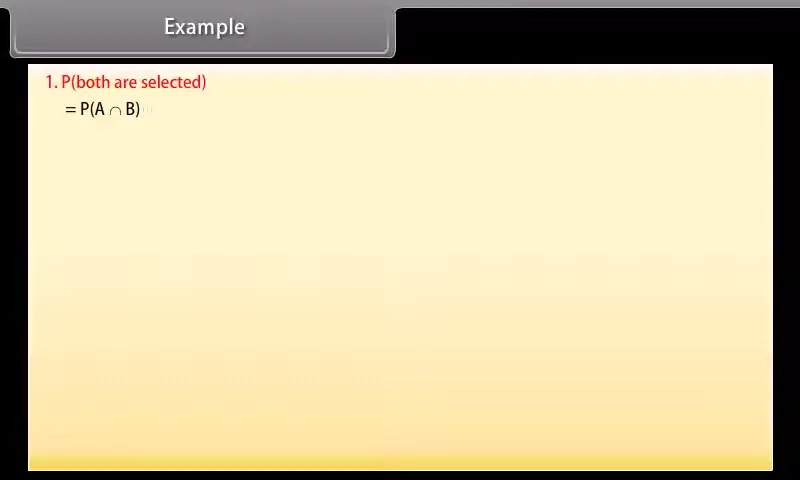 Example
1. P(both are selected)
= P(A ∩ B)